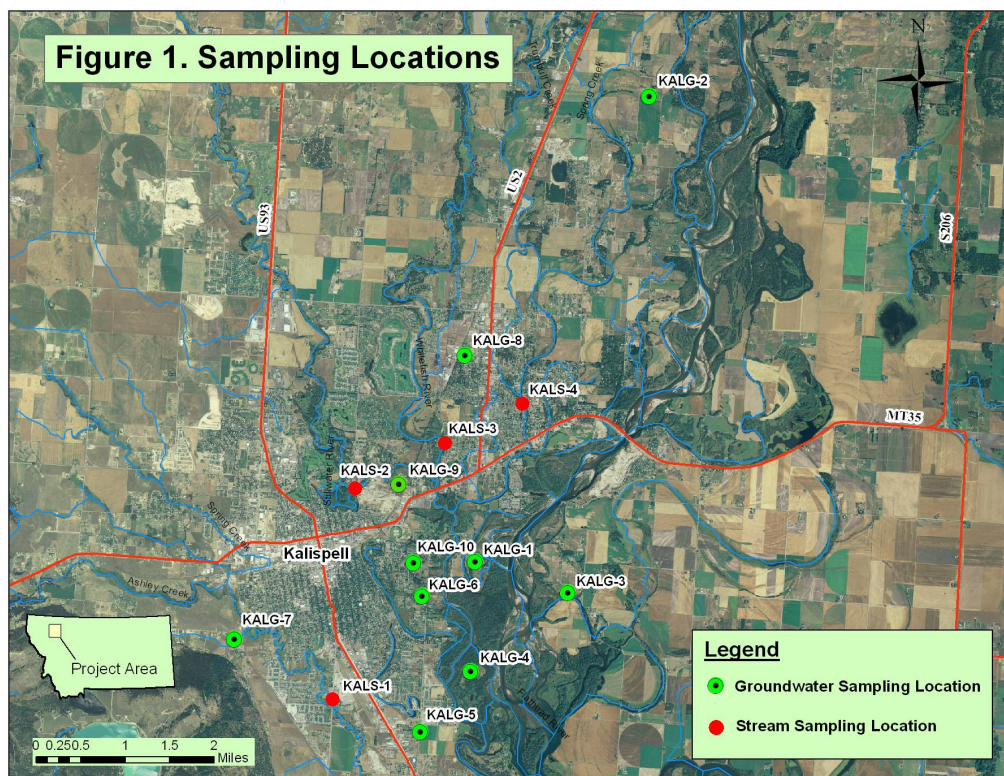 Figure 1. Sampling Locations
N
Trumbull Creek
Spring Creek
KALG-2
US93
US2
S206
KALG-8
Whitefish River
KALS-4
MT35
KALS-3
Stillwater River
KALS-2
KALG-9
Spring Creek
Kalispell
KALG-10
KALG-1
Ashley Creek
KALG-6
KALG-3
KALG-7
Project Area
KALG-4
KALS-1
Flathead River
KALG-5
Legend
Groundwater Sampling Location
Stream Sampling Location
0 0.250.5 1 1.5 2
Miles